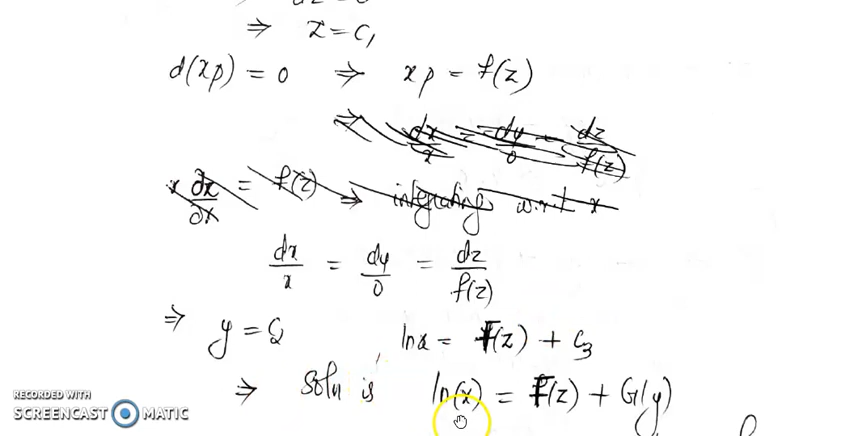 ⇒ z = C₁
d(xp) = 0 ⇒ xp = f(z)
⇒ dx/x = dy/0 = dz/f(z)
x ∂z/∂x = f(z) ⇒ integrating w.r.t x
dx/x = dy/0 = dz/f(z)
⇒ y = C₂ lnx = F(z) + C₃
⇒ Soln is ln(x) = F(z) + G(y)
RECORDED WITH
SCREENCAST MATIC